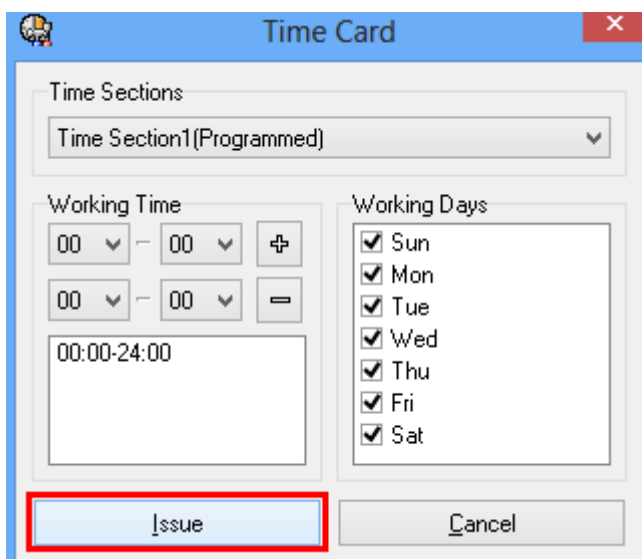 Time Card
Time Sections
Time Section1(Programmed)
Working Time
00 - 00
00 - 00
00:00-24:00
Working Days
Sun
Mon
Tue
Wed
Thu
Fri
Sat
Issue
Cancel